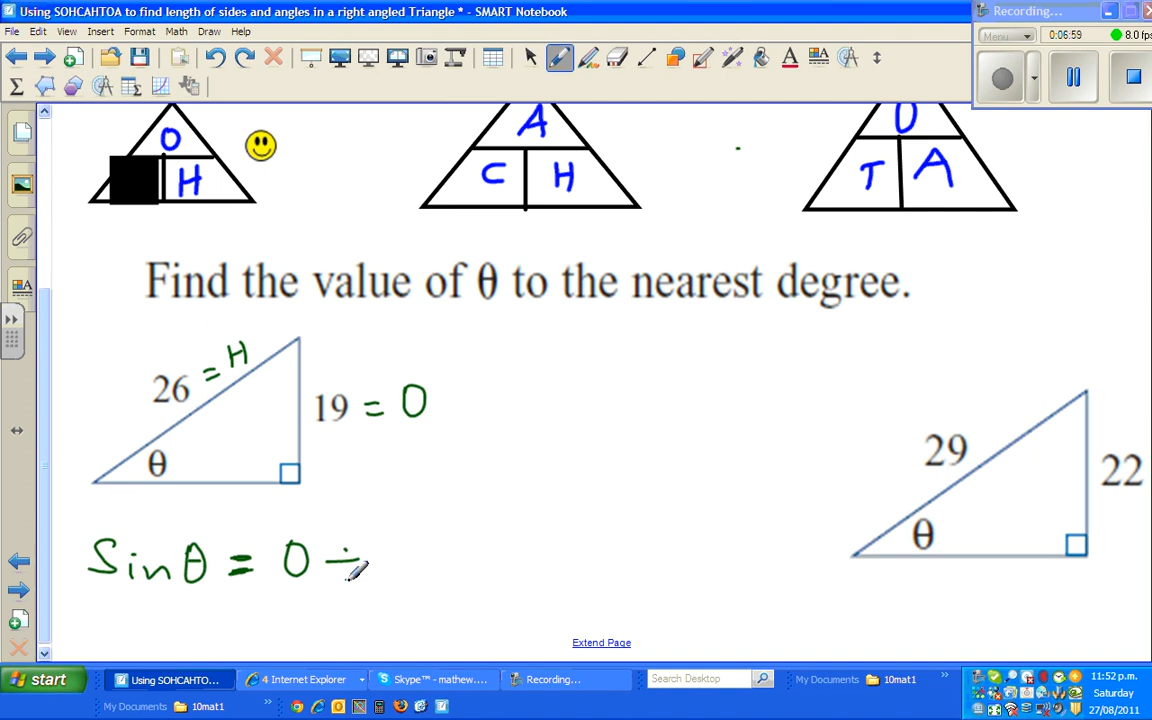 Using SOHCAHTOA to find length of sides and angles in a right angled Triangle * - SMART Notebook
Recording...
File Edit View Insert Format Math Draw Help
Menu 0:06:59 8.0 fps
O
H
A
C H
T A
Find the value of θ to the nearest degree.
26 = H
19 = O
θ
29
22
θ
Sinθ = O ÷
Extend Page
start Using SOHCAHTO... 4 Internet Explorer Skype™ - mathew.... Recording... Search Desktop My Documents 10mat1 11:52 p.m.
Saturday
My Documents 10mat1 27/08/2011